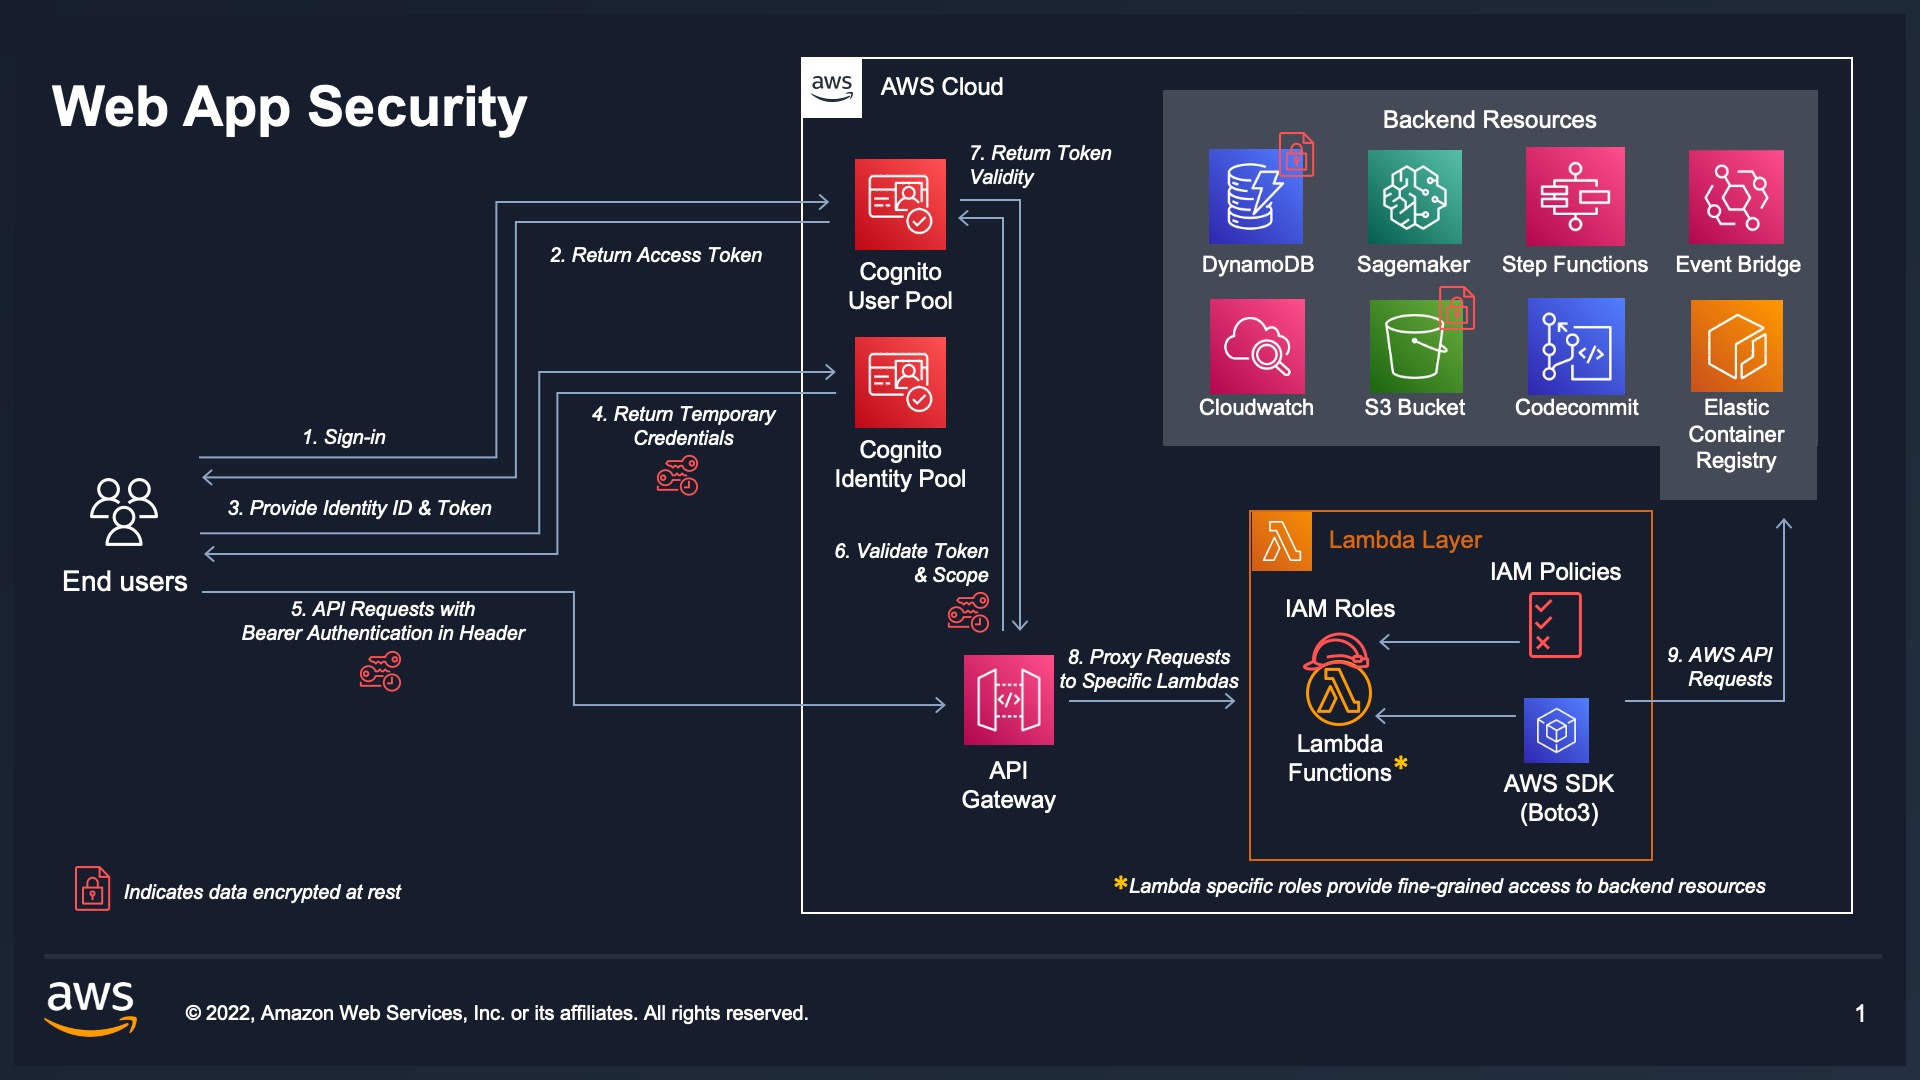 Web App Security
aws
AWS Cloud
Backend Resources
DynamoDB
Sagemaker
Step Functions
Event Bridge
Cloudwatch
S3 Bucket
Codecommit
Elastic
Container
Registry
Cognito
User Pool
Cognito
Identity Pool
7. Return Token
Validity
2. Return Access Token
4. Return Temporary
Credentials
1. Sign-in
3. Provide Identity ID & Token
End users
5. API Requests with
Bearer Authentication in Header
6. Validate Token
& Scope
</>
API
Gateway
8. Proxy Requests
to Specific Lambdas
Lambda Layer
IAM Policies
IAM Roles
Lambda
Functions*
AWS SDK
(Boto3)
9. AWS API
Requests
</>
*Lambda specific roles provide fine-grained access to backend resources
Indicates data encrypted at rest
aws
© 2022, Amazon Web Services, Inc. or its affiliates. All rights reserved.
1